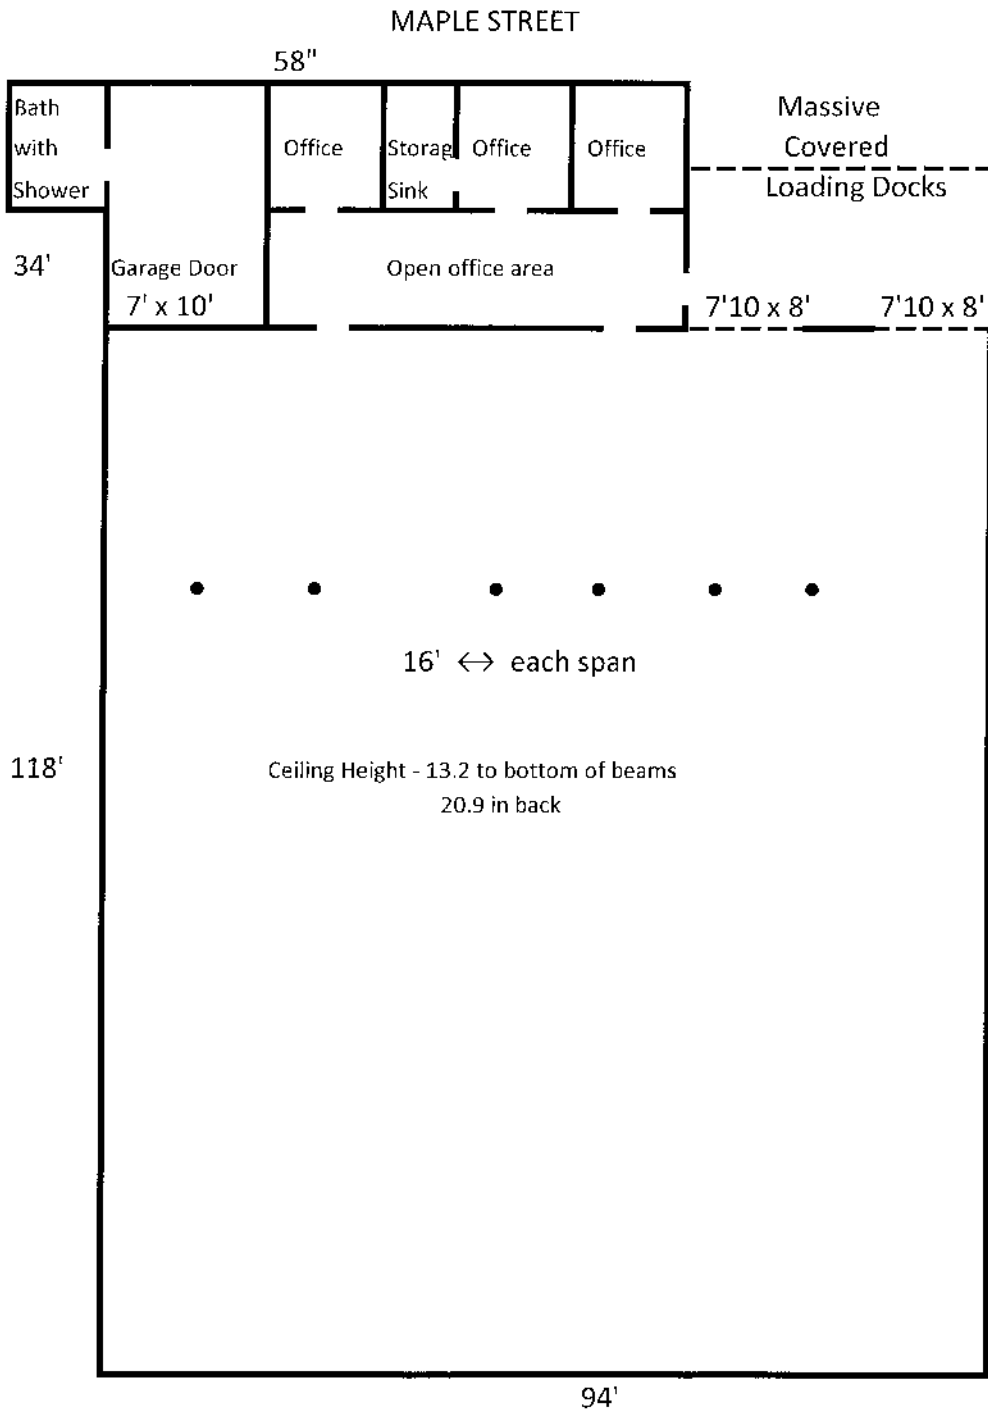 MAPLE STREET
58"
Bath
with
Shower
Office
Storag
Sink
Office
Office
Massive
Covered
Loading Docks
34'
Garage Door
7' x 10'
Open office area
7'10 x 8'
7'10 x 8'
16' ↔ each span
118'
Ceiling Height - 13.2 to bottom of beams
20.9 in back
94'